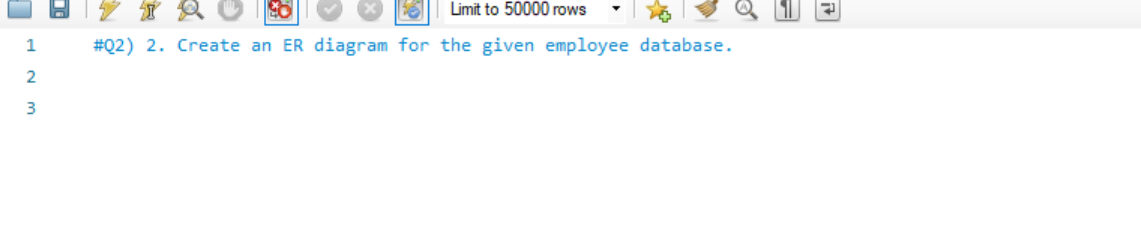 Limit to 50000 rows
1 #Q2) 2. Create an ER diagram for the given employee database.
2
3